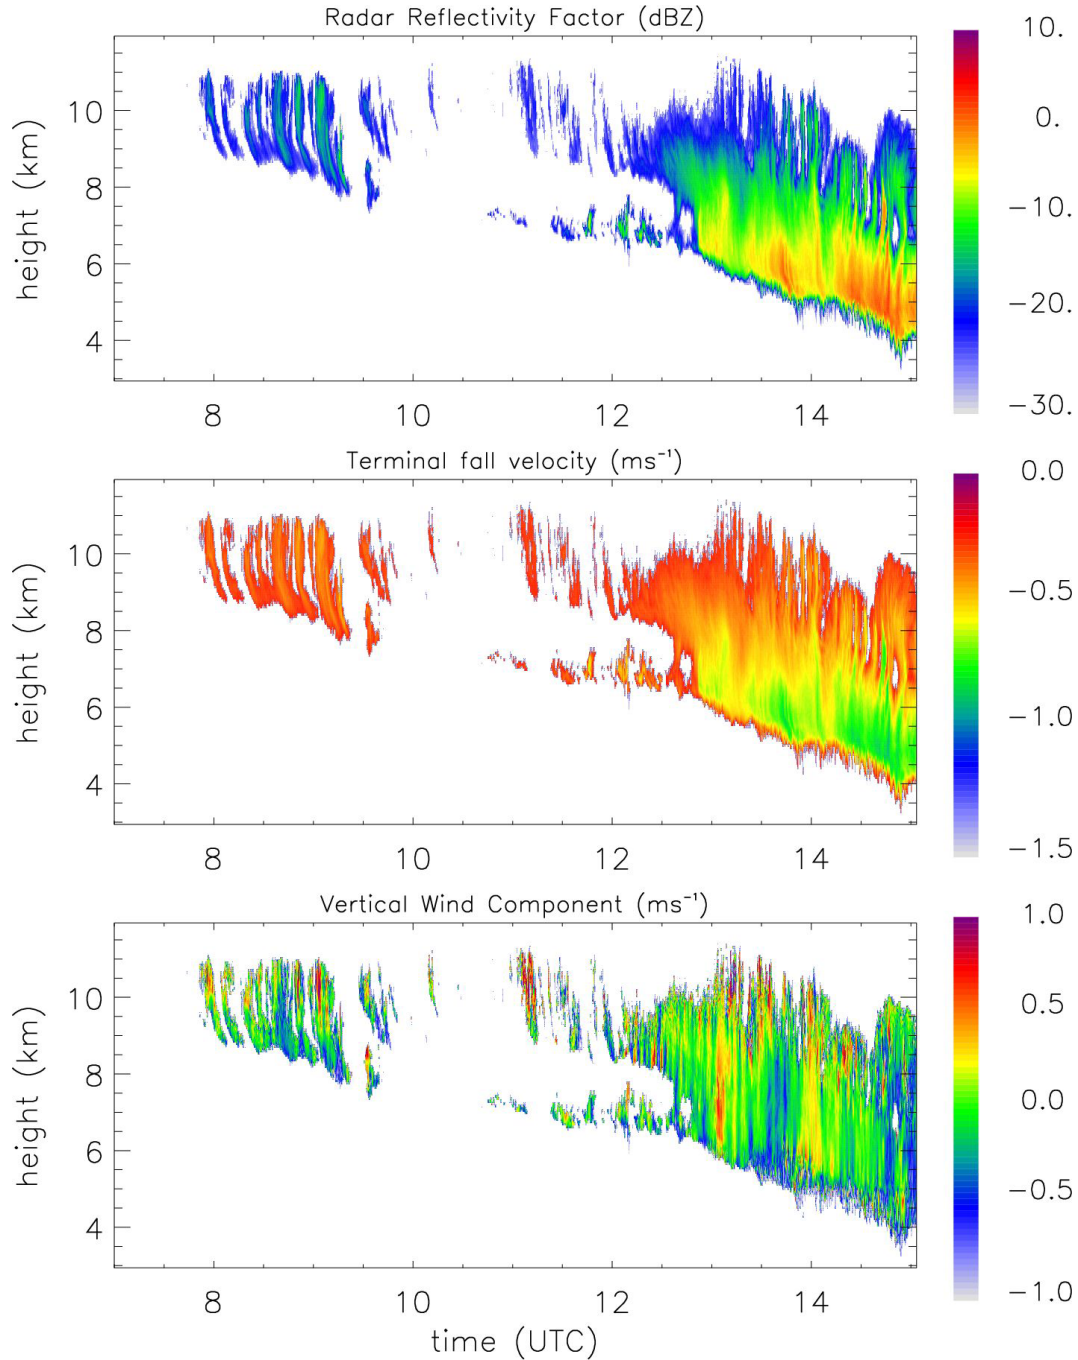 Radar Reflectivity Factor (dBZ)
10.
0.
−10.
−20.
−30.
10
8
6
4
height (km)
8 10 12 14
Terminal fall velocity (ms⁻¹)
0.0
−0.5
−1.0
−1.5
10
8
6
4
height (km)
8 10 12 14
Vertical Wind Component (ms⁻¹)
1.0
0.5
0.0
−0.5
−1.0
10
8
6
4
height (km)
8 10 12 14
time (UTC)